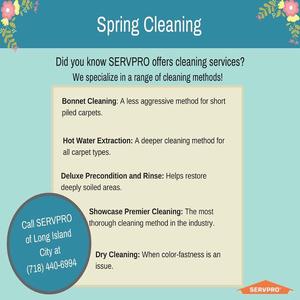 Spring Cleaning
Did you know SERVPRO offers cleaning services?
We specialize in a range of cleaning methods!
Bonnet Cleaning: A less aggressive method for short
piled carpets.
Hot Water Extraction: A deeper cleaning method for
all carpet types.
Deluxe Precondition and Rinse: Helps restore
deeply soiled areas.
Showcase Premier Cleaning: The most
thorough cleaning method in the industry.
Dry Cleaning: When color-fastness is an
issue.
Call SERVPRO
of Long Island
City at
(718) 440-6994
SERVPRO